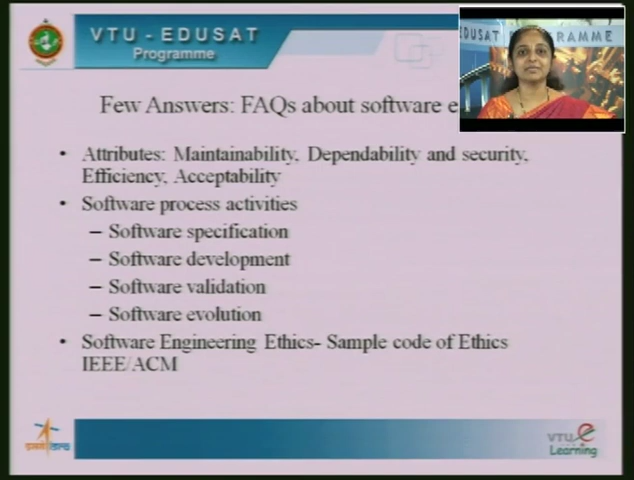 VTU - EDUSAT
Programme
EDUSAT PROGRAMME
Few Answers: FAQs about software e
• Attributes: Maintainability, Dependability and security,
Efficiency, Acceptability
• Software process activities
– Software specification
– Software development
– Software validation
– Software evolution
• Software Engineering Ethics- Sample code of Ethics
IEEE/ACM
VTU e
Learning